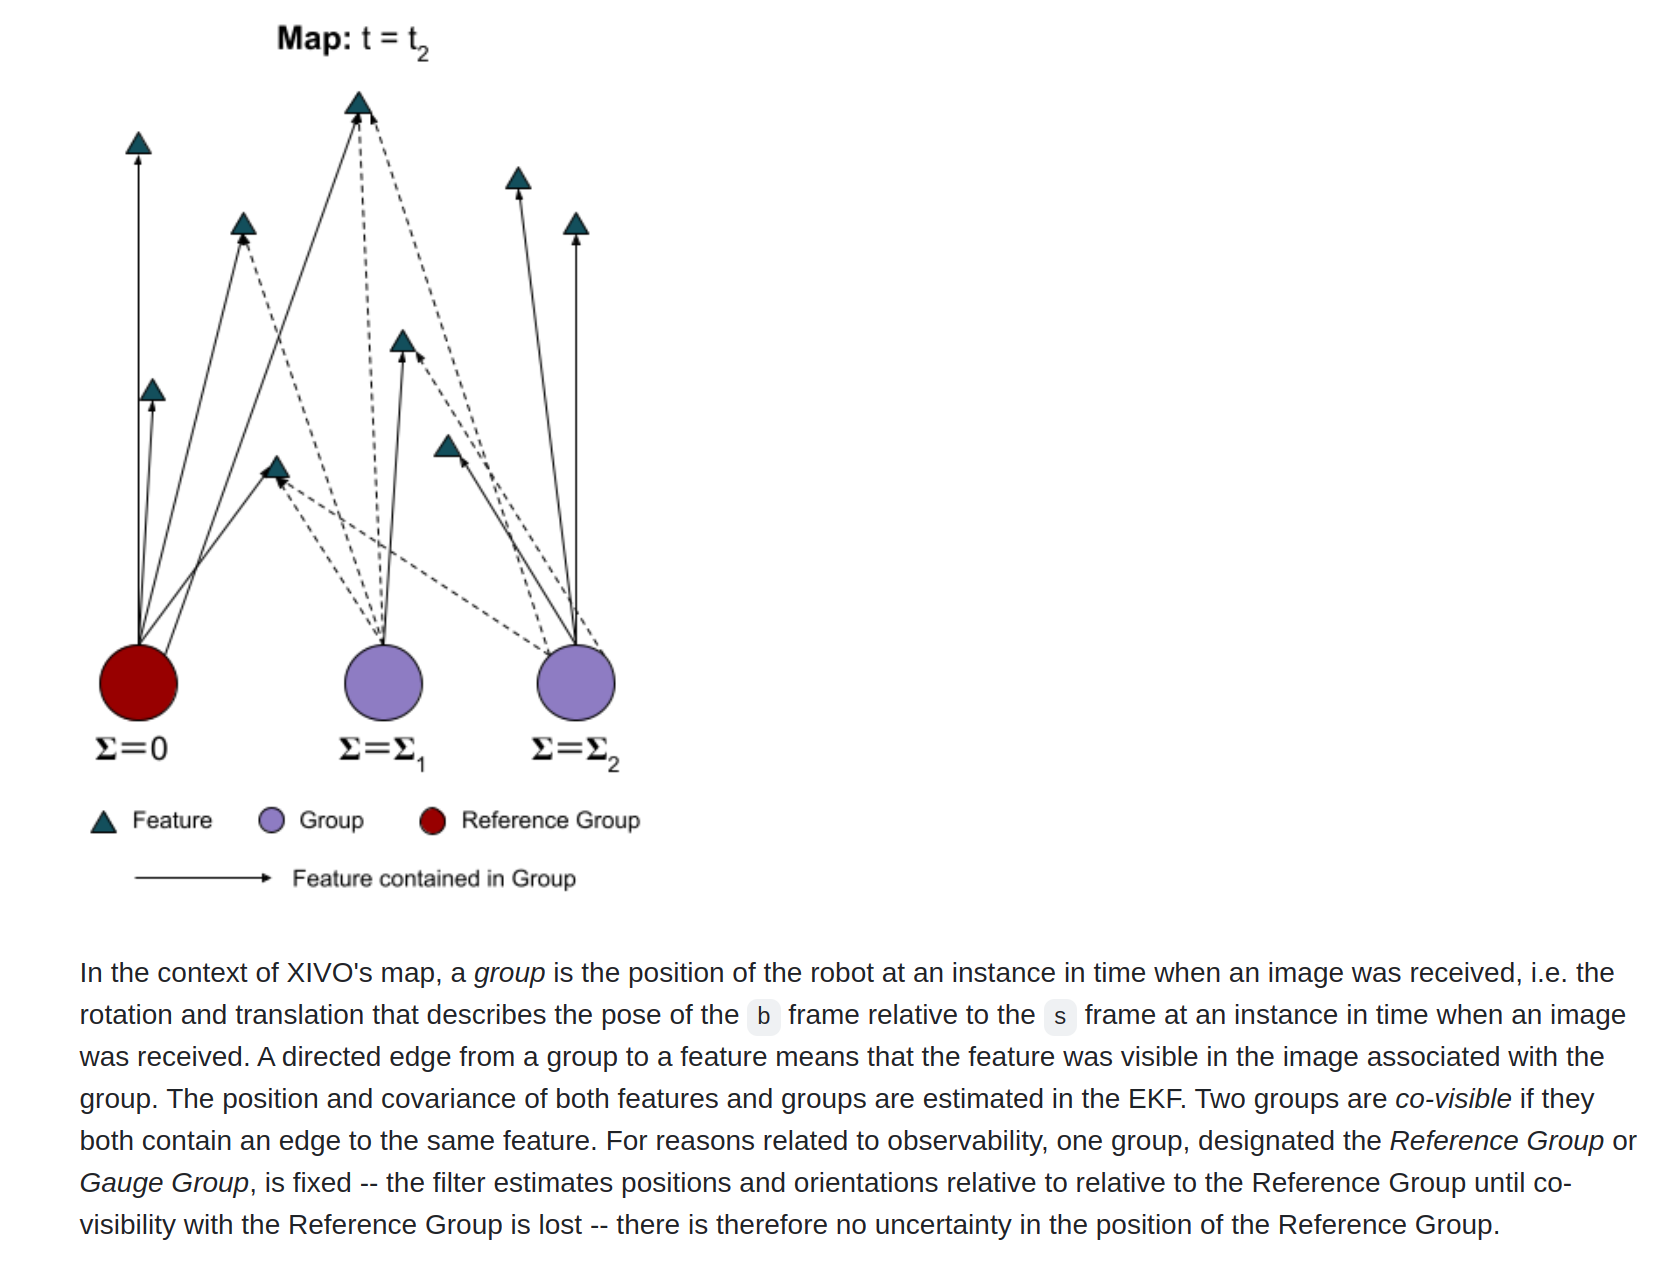 Map: t = t2
Σ=0 Σ=Σ1 Σ=Σ2
Feature Group Reference Group
Feature contained in Group
In the context of XIVO's map, a group is the position of the robot at an instance in time when an image was received, i.e. the
rotation and translation that describes the pose of the b frame relative to the s frame at an instance in time when an image
was received. A directed edge from a group to a feature means that the feature was visible in the image associated with the
group. The position and covariance of both features and groups are estimated in the EKF. Two groups are co-visible if they
both contain an edge to the same feature. For reasons related to observability, one group, designated the Reference Group or
Gauge Group, is fixed -- the filter estimates positions and orientations relative to relative to the Reference Group until co-
visibility with the Reference Group is lost -- there is therefore no uncertainty in the position of the Reference Group.